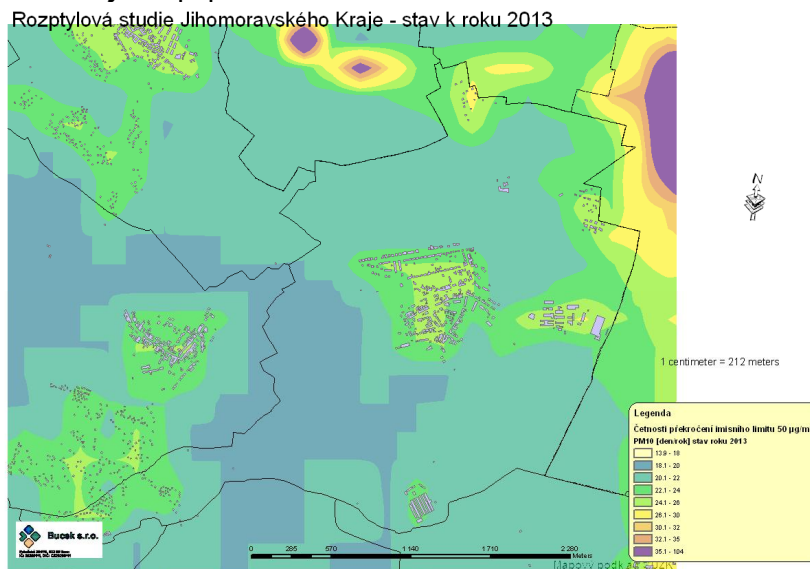 Rozptylová studie Jihomoravského Kraje - stav k roku 2013
N
1 centimeter = 212 meters
Legenda
Četnosti překročení imisního limitu 50 µg/m
PM10 [den/rok] stav roku 2013
13.9 - 18
18.1 - 20
20.1 - 22
22.1 - 24
24.1 - 26
26.1 - 30
30.1 - 32
32.1 - 35
35.1 - 104
Bucek s.r.o.
0 285 570 1 140 1 710 2 280
Meters
Mapový podk